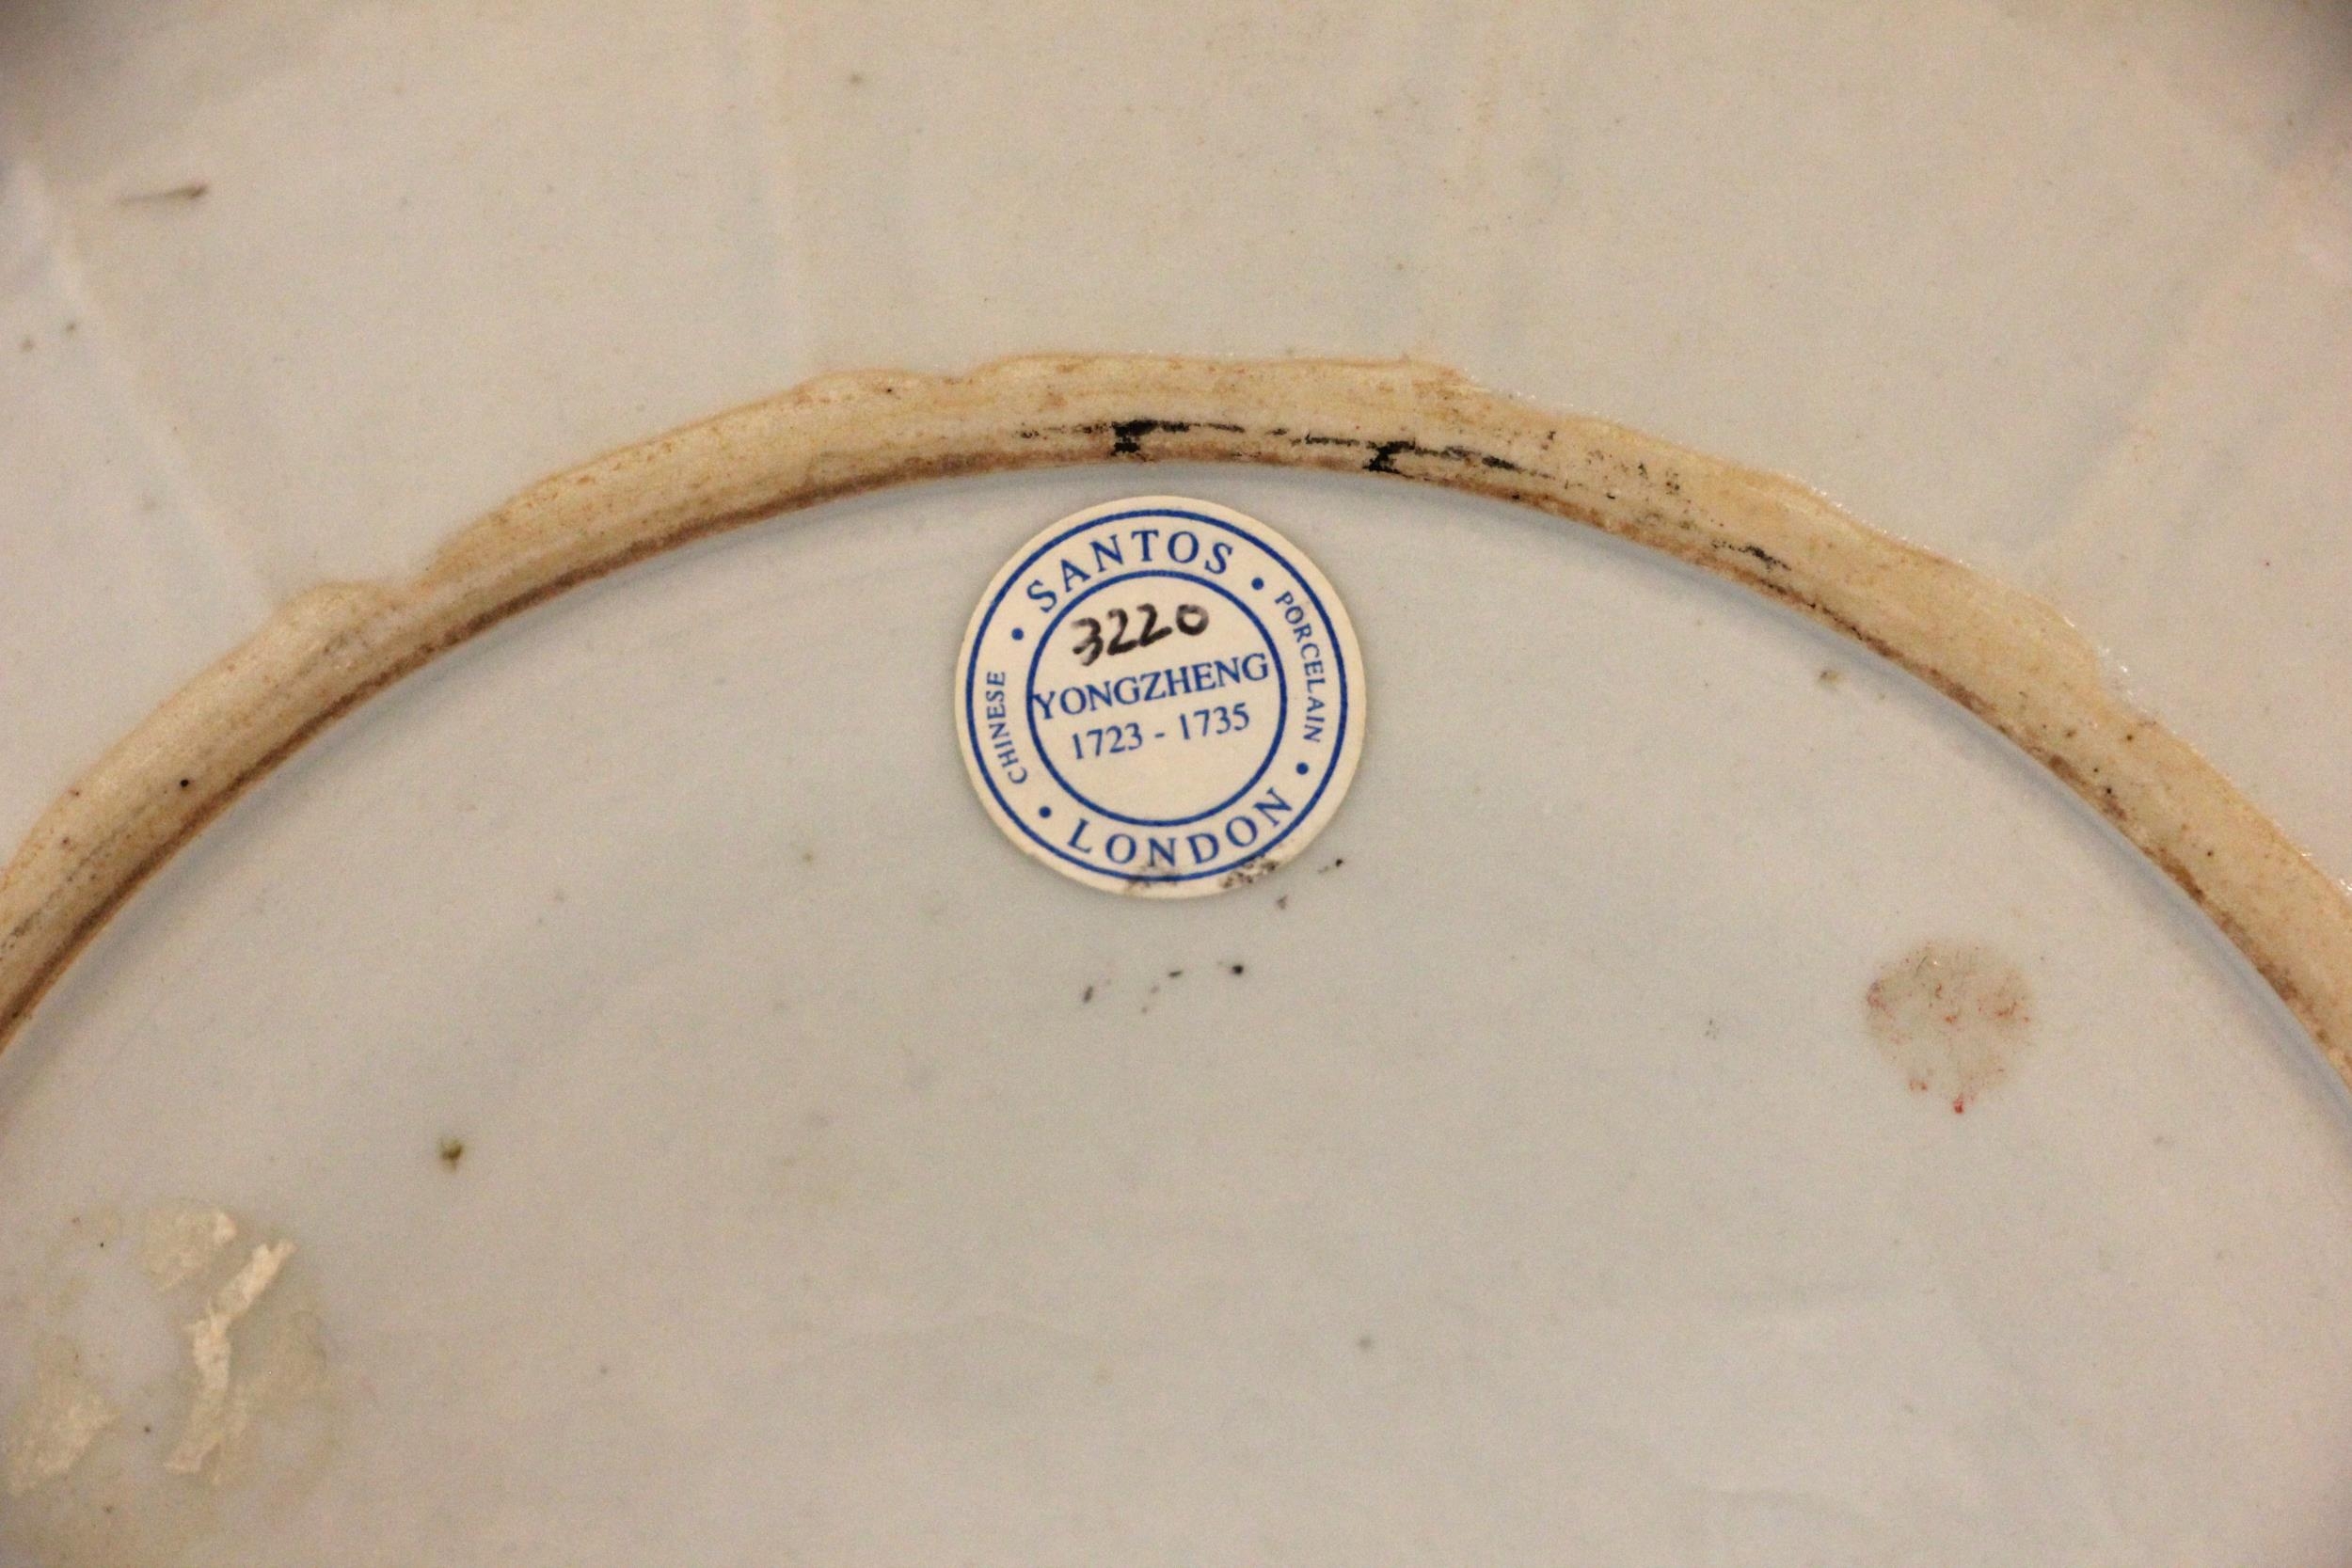 SANTOS
PORCELAIN
LONDON
CHINESE
3220
YONGZHENG
1723 - 1735